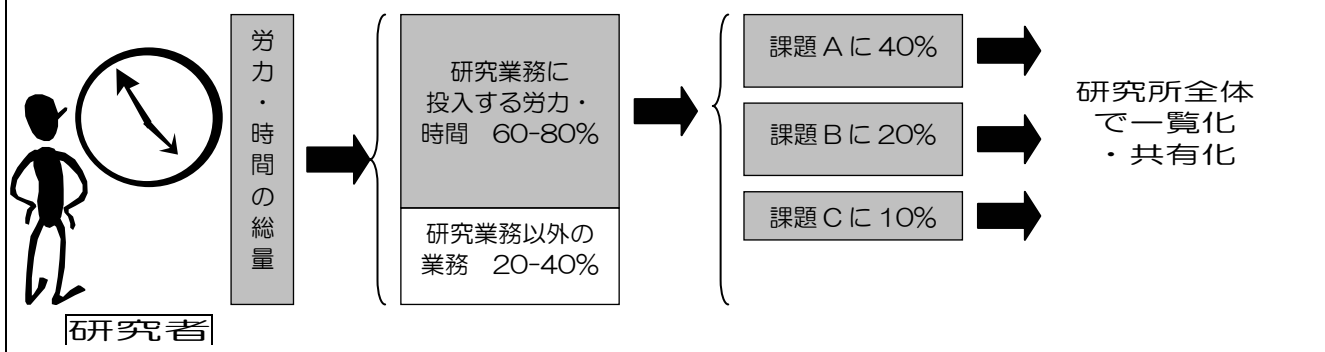 労力・時間の総量
研究業務に
投入する労力・
時間　60-80%
研究業務以外の
業務　20-40%
課題Aに40%
課題Bに20%
課題Cに10%
研究所全体
で一覧化
・共有化
研究者